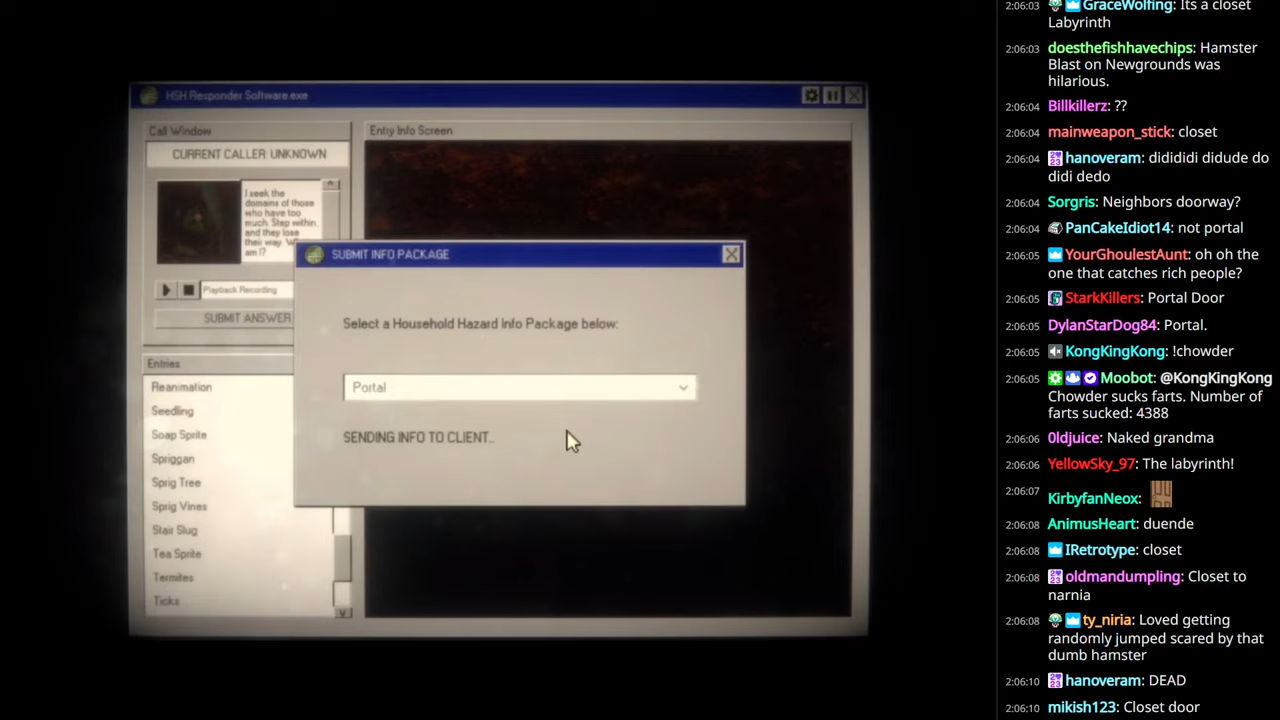 HSH Responder Software.exe
Call Window
CURRENT CALLER: UNKNOWN
I seek the
domains of those
who have too
much. Step within,
and they lose
their way. W
am I?
Playback Recording
SUBMIT ANSWER
Entries
Reanimation
Seedling
Soap Sprite
Spriggan
Sprig Tree
Sprig Vines
Stair Slug
Tea Sprite
Termites
Ticks
Entry Info Screen
SUBMIT INFO PACKAGE
Select a Household Hazard Info Package below:
Portal
SENDING INFO TO CLIENT..
2:06:03 GraceWolfing: Its a closet
Labyrinth
2:06:03 doesthefishhavechips: Hamster
Blast on Newgrounds was
hilarious.
2:06:04 Billkillerz: ??
2:06:04 mainweapon_stick: closet
2:06:04 hanoveram: didididi didude do
didi dedo
2:06:04 Sorgris: Neighbors doorway?
2:06:04 PanCakeIdiot14: not portal
2:06:05 YourGhoulestAunt: oh oh the
one that catches rich people?
2:06:05 StarkKillers: Portal Door
2:06:05 DylanStarDog84: Portal.
2:06:05 KongKingKong: !chowder
2:06:05 Moobot: @KongKingKong
Chowder sucks farts. Number of
farts sucked: 4388
2:06:06 0ldjuice: Naked grandma
2:06:06 YellowSky_97: The labyrinth!
2:06:07 KirbyfanNeox:
2:06:08 AnimusHeart: duende
2:06:08 IRetrotype: closet
2:06:08 oldmandumpling: Closet to
narnia
2:06:08 ty_niria: Loved getting
randomly jumped scared by that
dumb hamster
2:06:10 hanoveram: DEAD
2:06:10 mikish123: Closet door